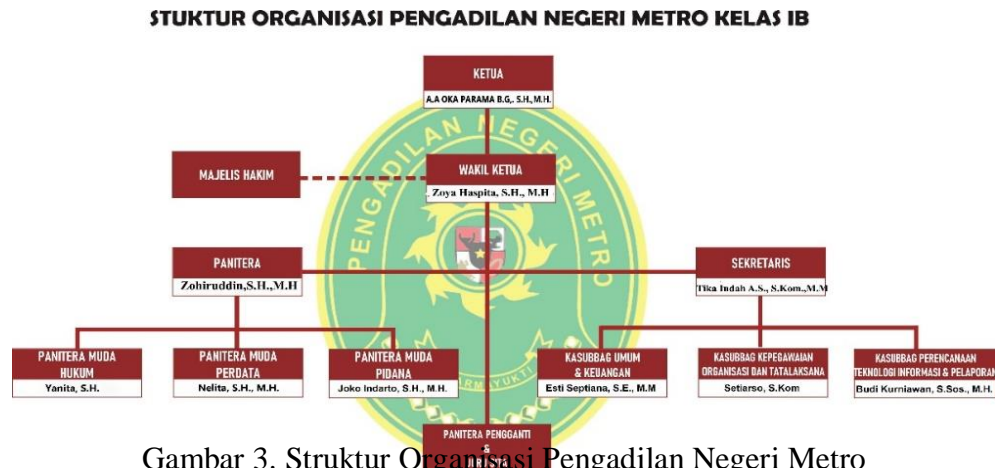 STUKTUR ORGANISASI PENGADILAN NEGERI METRO KELAS IB
KETUA
A.A OKA PARAMA B.G,. S.H., M.H.
PENGADILAN NEGERI METRO
MAJELIS HAKIM
WAKIL KETUA
Zoya Haspita, S.H., M.H
PANITERA
Zohiruddin,S.H.,M.H
SEKRETARIS
Tika Indah A.S., S.Kom.,M.M
PANITERA MUDA
HUKUM
Yanita, S.H.
PANITERA MUDA
PERDATA
Nelita, S.H., M.H.
PANITERA MUDA
PIDANA
Joko Indarto, S.H., M.H.
KASUBBAG UMUM
& KEUANGAN
Esti Septiana, S.E., M.M
KASUBBAG KEPEGAWAIAN
ORGANISASI DAN TATALAKSANA
Setiarso, S.Kom
KASUBBAG PERENCANAAN
TEKNOLOGI INFORMASI & PELAPORAN
Budi Kurniawan, S.Sos., M.H.
PANITERA PENGGANTI
&
Gambar 3. Struktur Organisasi Pengadilan Negeri Metro